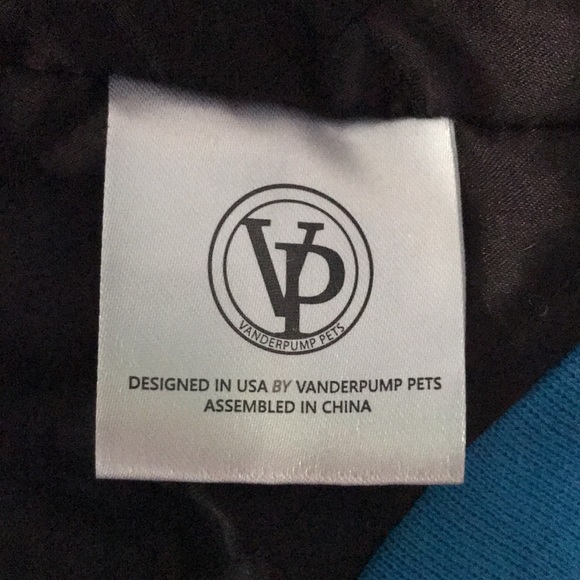 VP
VANDERPUMP PETS
DESIGNED IN USA BY VANDERPUMP PETS
ASSEMBLED IN CHINA